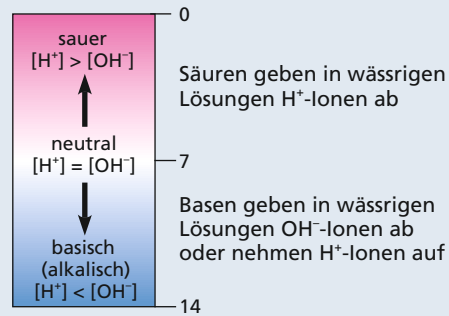 0
sauer
[H⁺] > [OH⁻]
Säuren geben in wässrigen
Lösungen H⁺-Ionen ab
neutral
[H⁺] = [OH⁻]
7
Basen geben in wässrigen
Lösungen OH⁻-Ionen ab
oder nehmen H⁺-Ionen auf
basisch
(alkalisch)
[H⁺] < [OH⁻]
14